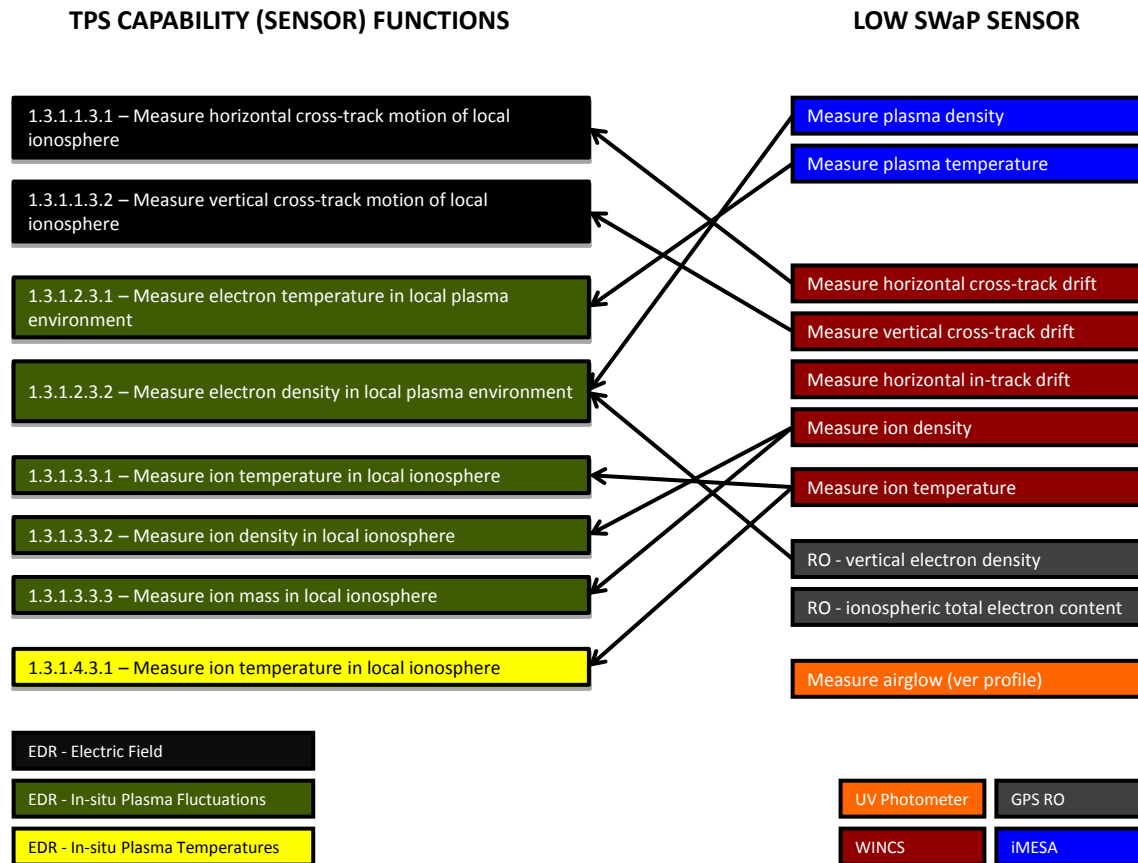 TPS CAPABILITY (SENSOR) FUNCTIONS
1.3.1.1.3.1 – Measure horizontal cross-track motion of local
ionosphere
1.3.1.1.3.2 – Measure vertical cross-track motion of local
ionosphere
1.3.1.2.3.1 – Measure electron temperature in local plasma
environment
1.3.1.2.3.2 – Measure electron density in local plasma environment
1.3.1.3.3.1 – Measure ion temperature in local ionosphere
1.3.1.3.3.2 – Measure ion density in local ionosphere
1.3.1.3.3.3 – Measure ion mass in local ionosphere
1.3.1.4.3.1 – Measure ion temperature in local ionosphere
EDR - Electric Field
EDR - In-situ Plasma Fluctuations
EDR - In-situ Plasma Temperatures
LOW SWaP SENSOR
Measure plasma density
Measure plasma temperature
Measure horizontal cross-track drift
Measure vertical cross-track drift
Measure horizontal in-track drift
Measure ion density
Measure ion temperature
RO - vertical electron density
RO - ionospheric total electron content
Measure airglow (ver profile)
UV Photometer
GPS RO
WINCS
iMESA